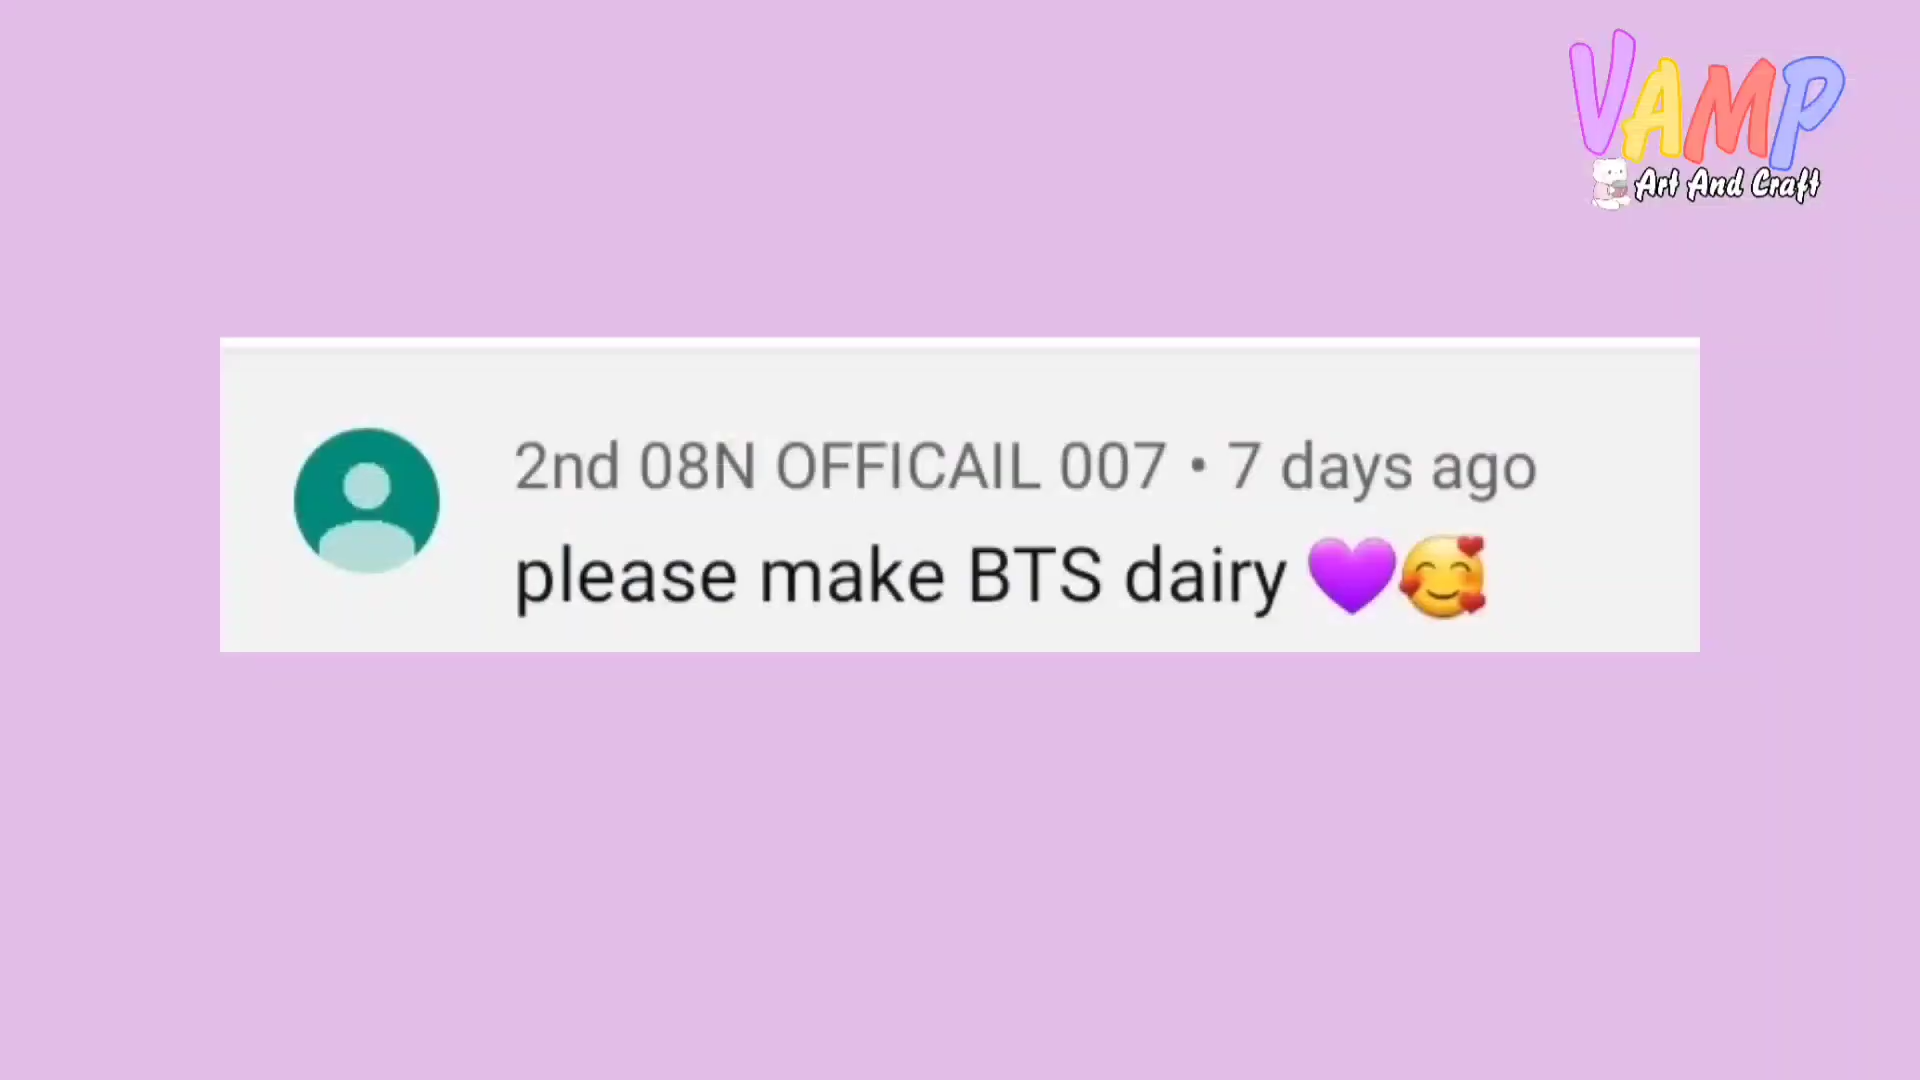 VAMP
Art And Craft
2nd 08N OFFICAIL 007 • 7 days ago
please make BTS dairy 💜🥰